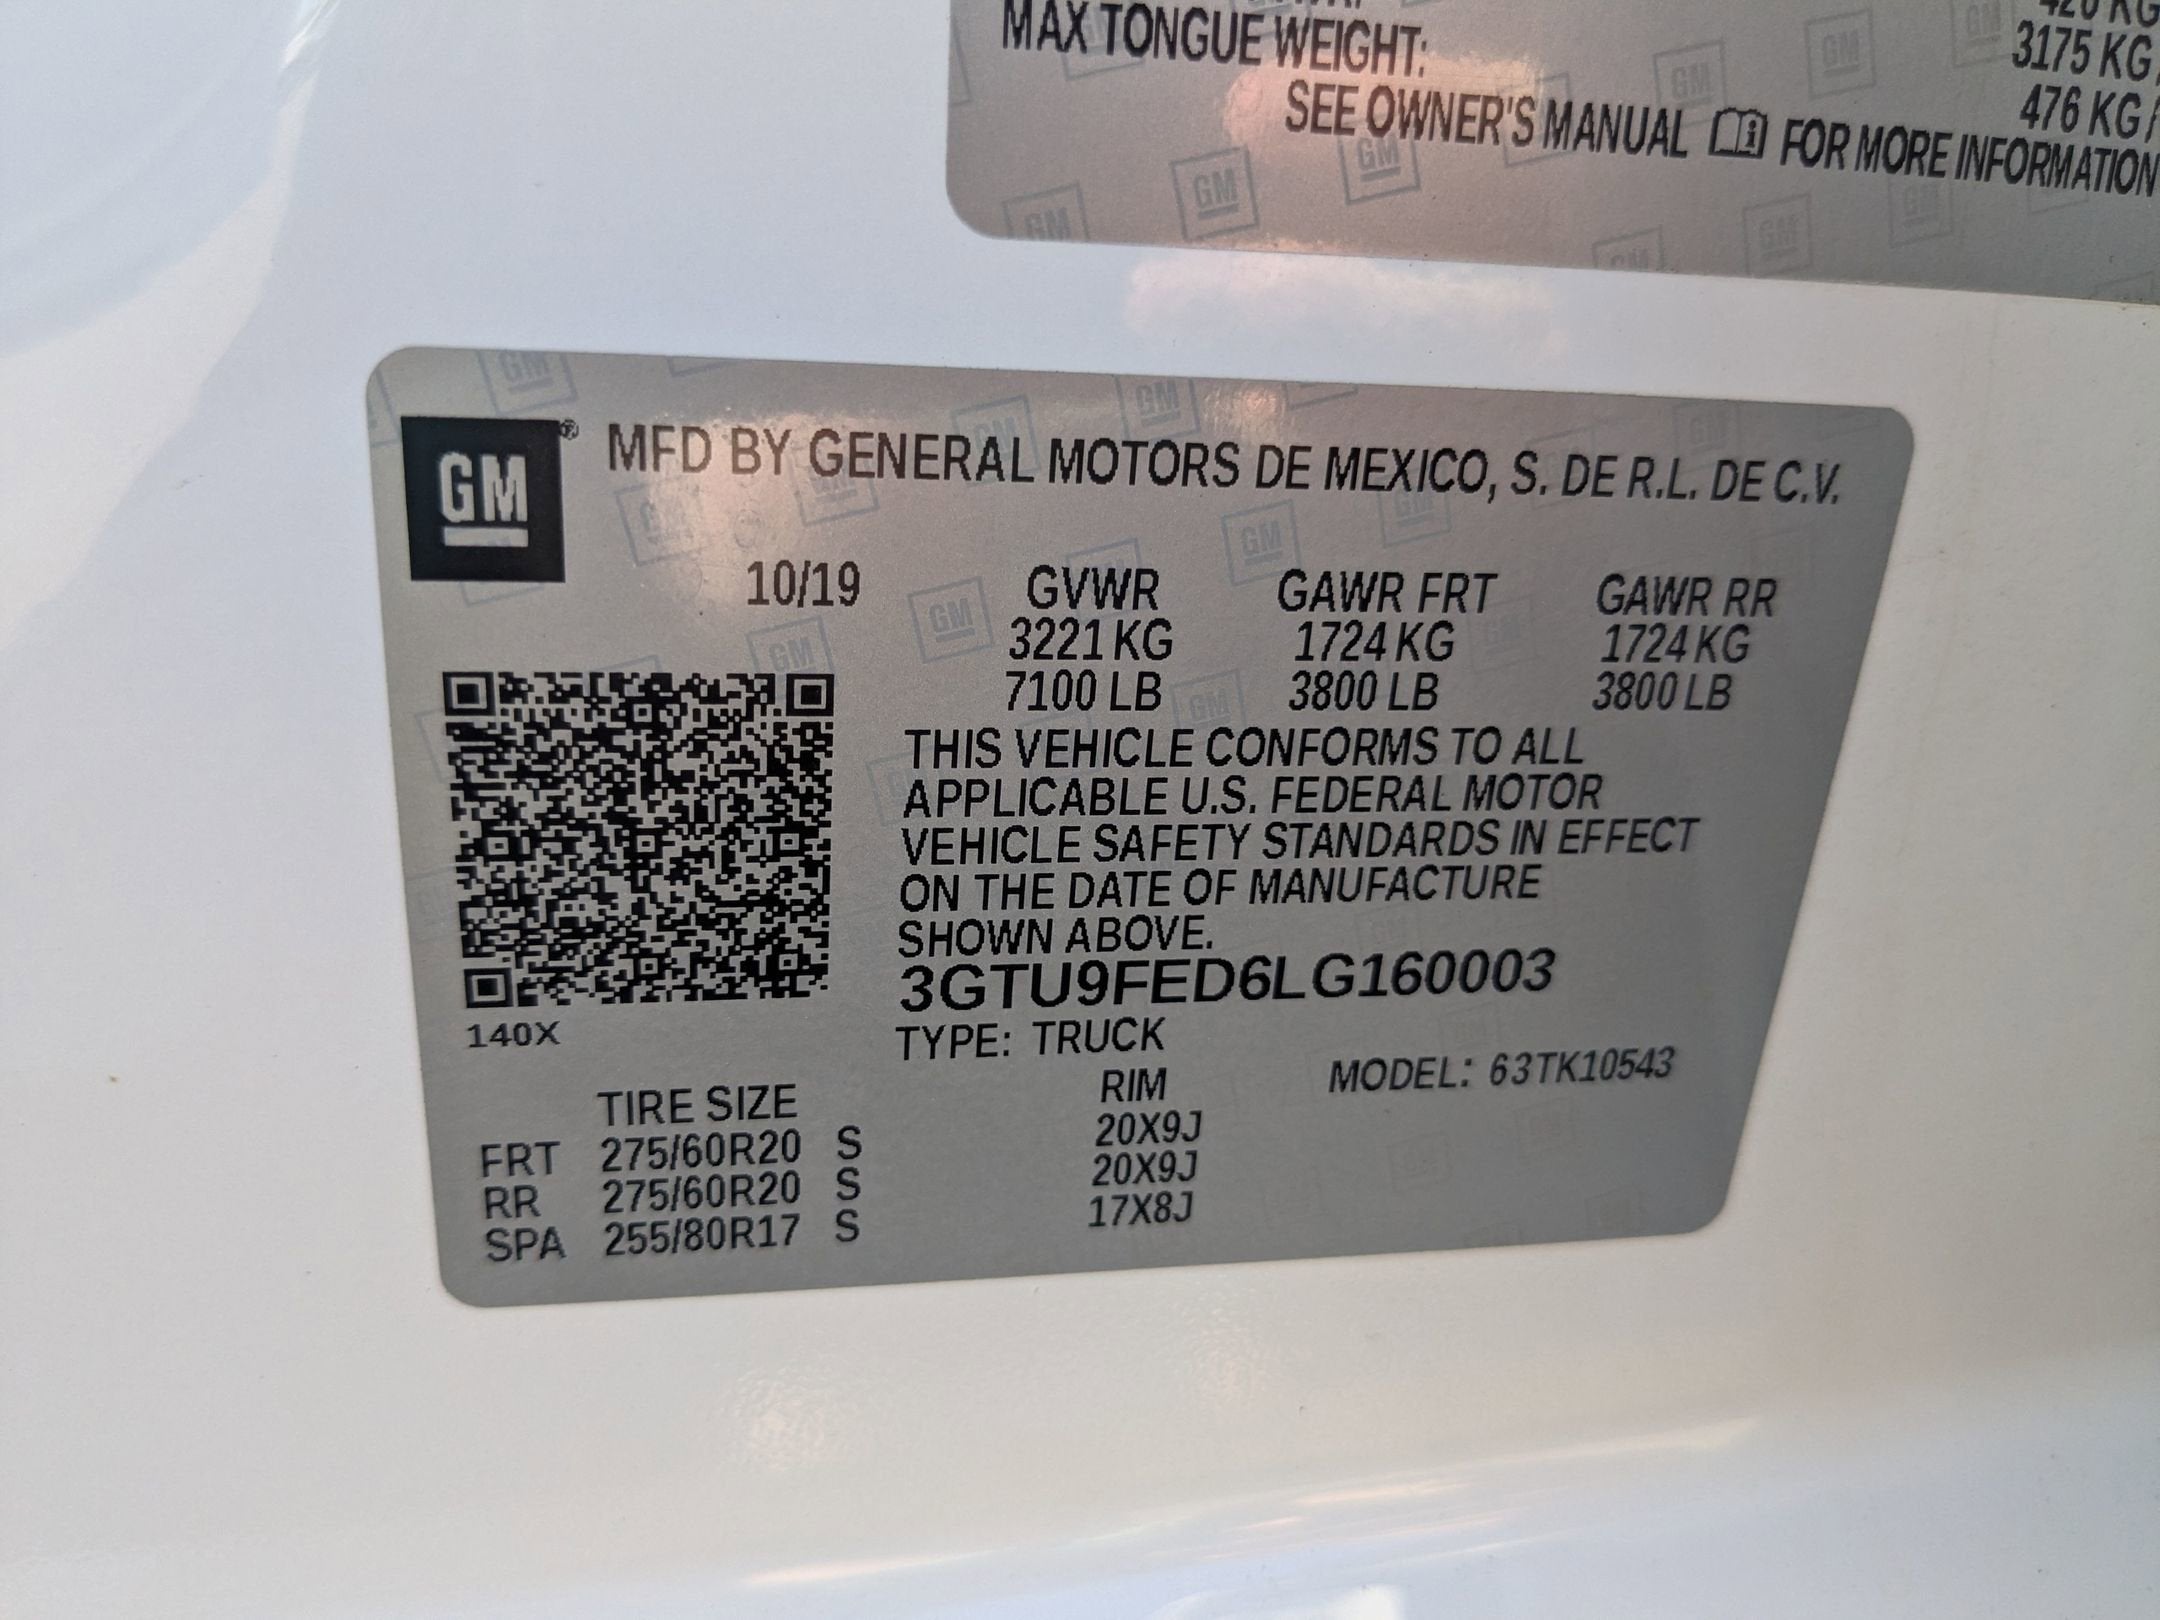 MAX TONGUE WEIGHT:
420 KG
3175 KG/
476 KG/
SEE OWNER'S MANUAL FOR MORE INFORMATION
GM® MFD BY GENERAL MOTORS DE MEXICO, S. DE R.L. DE C.V.
10/19 GVWR GAWR FRT GAWR RR
3221 KG 1724 KG 1724 KG
7100 LB 3800 LB 3800 LB
THIS VEHICLE CONFORMS TO ALL
APPLICABLE U.S. FEDERAL MOTOR
VEHICLE SAFETY STANDARDS IN EFFECT
ON THE DATE OF MANUFACTURE
SHOWN ABOVE.
3GTU9FED6LG160003
140X
TYPE: TRUCK
MODEL: 63TK10543
TIRE SIZE RIM
FRT 275/60R20 S 20X9J
RR 275/60R20 S 20X9J
SPA 255/80R17 S 17X8J